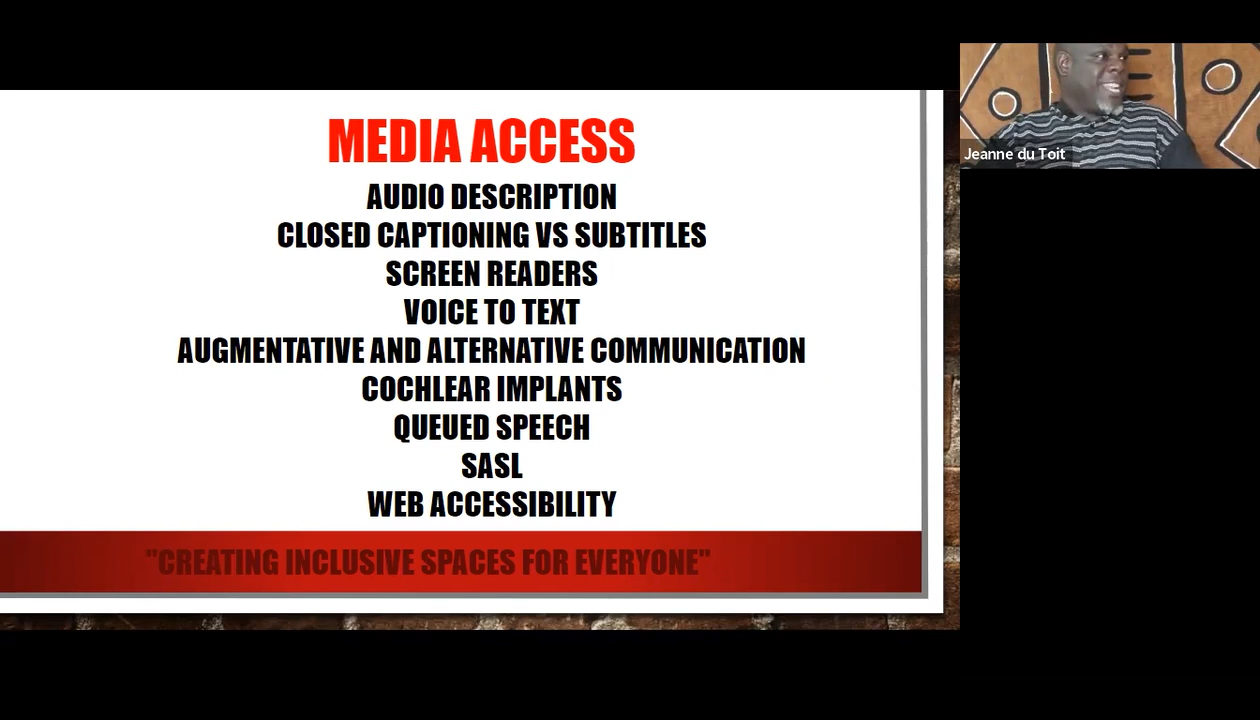 MEDIA ACCESS
AUDIO DESCRIPTION
CLOSED CAPTIONING VS SUBTITLES
SCREEN READERS
VOICE TO TEXT
AUGMENTATIVE AND ALTERNATIVE COMMUNICATION
COCHLEAR IMPLANTS
QUEUED SPEECH
SASL
WEB ACCESSIBILITY
"CREATING INCLUSIVE SPACES FOR EVERYONE"
Jeanne du Toit